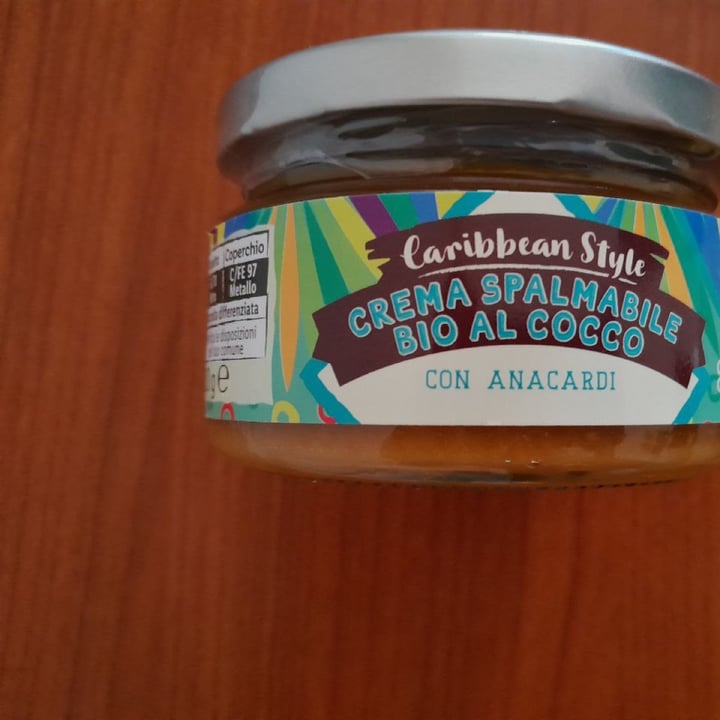 Caribbean Style
CREMA SPALMABILE
BIO AL COCCO
CON ANACARDI
Coperchio
C/FE 97
Metallo
differenziata
disposizioni
comune
g e